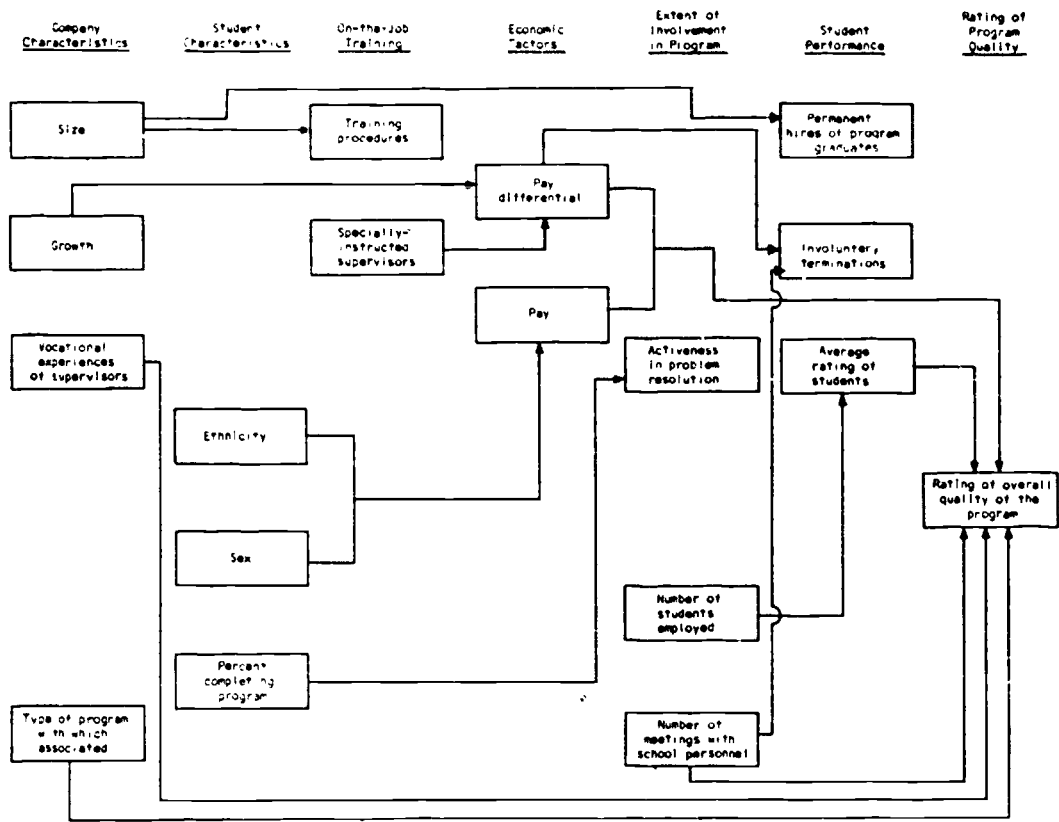 Company
Characteristics
Student
Characteristics
On-the-Job
Training
Economic
Factors
Extent of
Involvement
in Program
Student
Performance
Rating of
Program
Quality
Size
Training
procedures
Permanent
hires of program
graduates
Pay
differential
Growth
Specially-
instructed
supervisors
Involuntary
terminations
Pay
Vocational
experiences
of supervisors
Activeness
in problem
resolution
Average
rating of
students
Ethnicity
Rating of overall
quality of the
program
Sex
Number of
students
employed
Percent
completing
program
Type of program
with which
associated
Number of
meetings with
school personnel